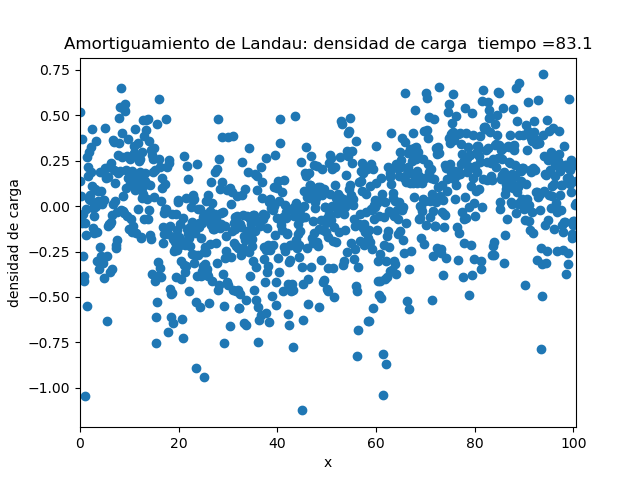 Amortiguamiento de Landau: densidad de carga  tiempo =83.1
0.75
0.50
0.25
0.00
−0.25
−0.50
−0.75
−1.00
densidad de carga
0 20 40 60 80 100
x